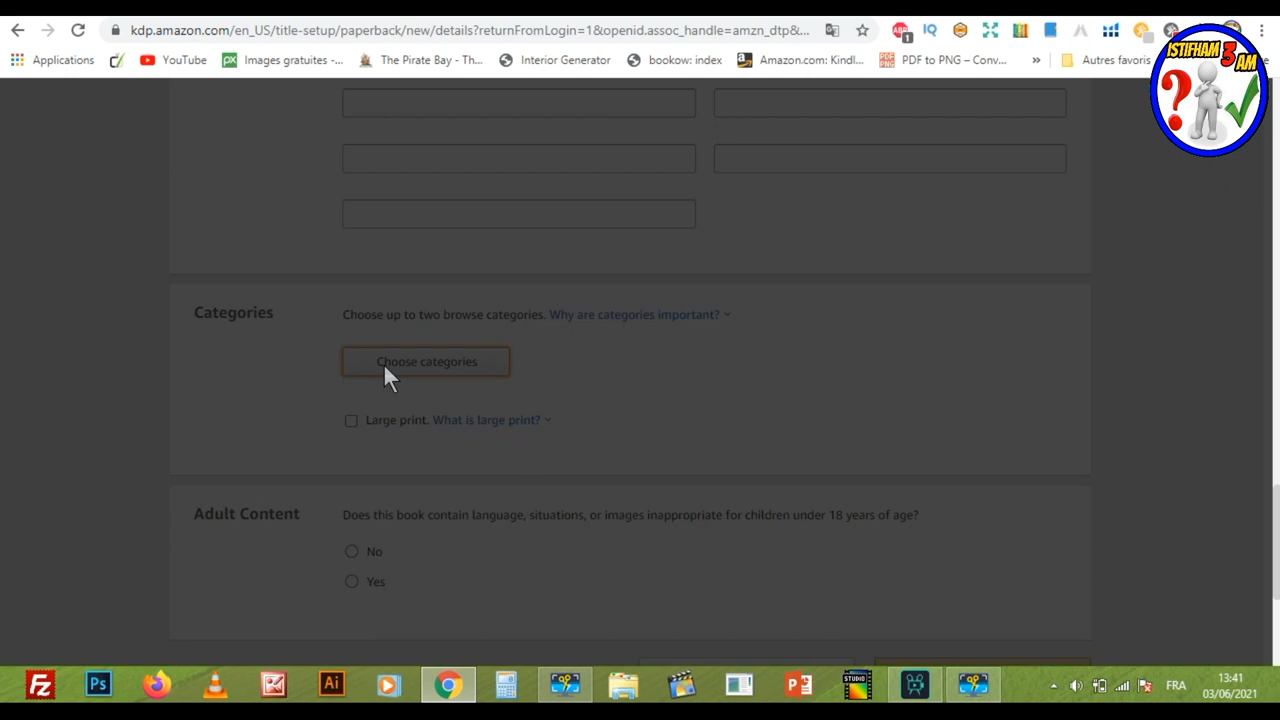 kdp.amazon.com/en_US/title-setup/paperback/new/details?returnFromLogin=1&openid.assoc_handle=amzn_dtp&...
Applications
YouTube
Images gratuites -...
The Pirate Bay - Th...
Interior Generator
bookow: index
Amazon.com: Kindl...
PDF to PNG – Conv...
»
Autres favoris
ISTIFHAM 3 AM
Categories
Choose up to two browse categories. Why are categories important?
Choose categories
Large print. What is large print?
Adult Content
Does this book contain language, situations, or images inappropriate for children under 18 years of age?
No
Yes
FRA
13:41
03/06/2021